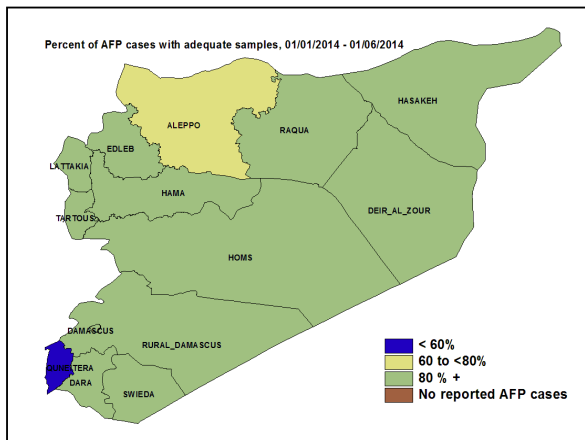 Percent of AFP cases with adequate samples, 01/01/2014 - 01/06/2014
HASAKEH
ALEPPO
RAQUA
EDLEB
LATTAKIA
HAMA
DEIR_AL_ZOUR
TARTOUS
HOMS
DAMASCUS
RURAL_DAMASCUS
QUNEITERA
DARA
SWIEDA
< 60%
60 to <80%
80 % +
No reported AFP cases